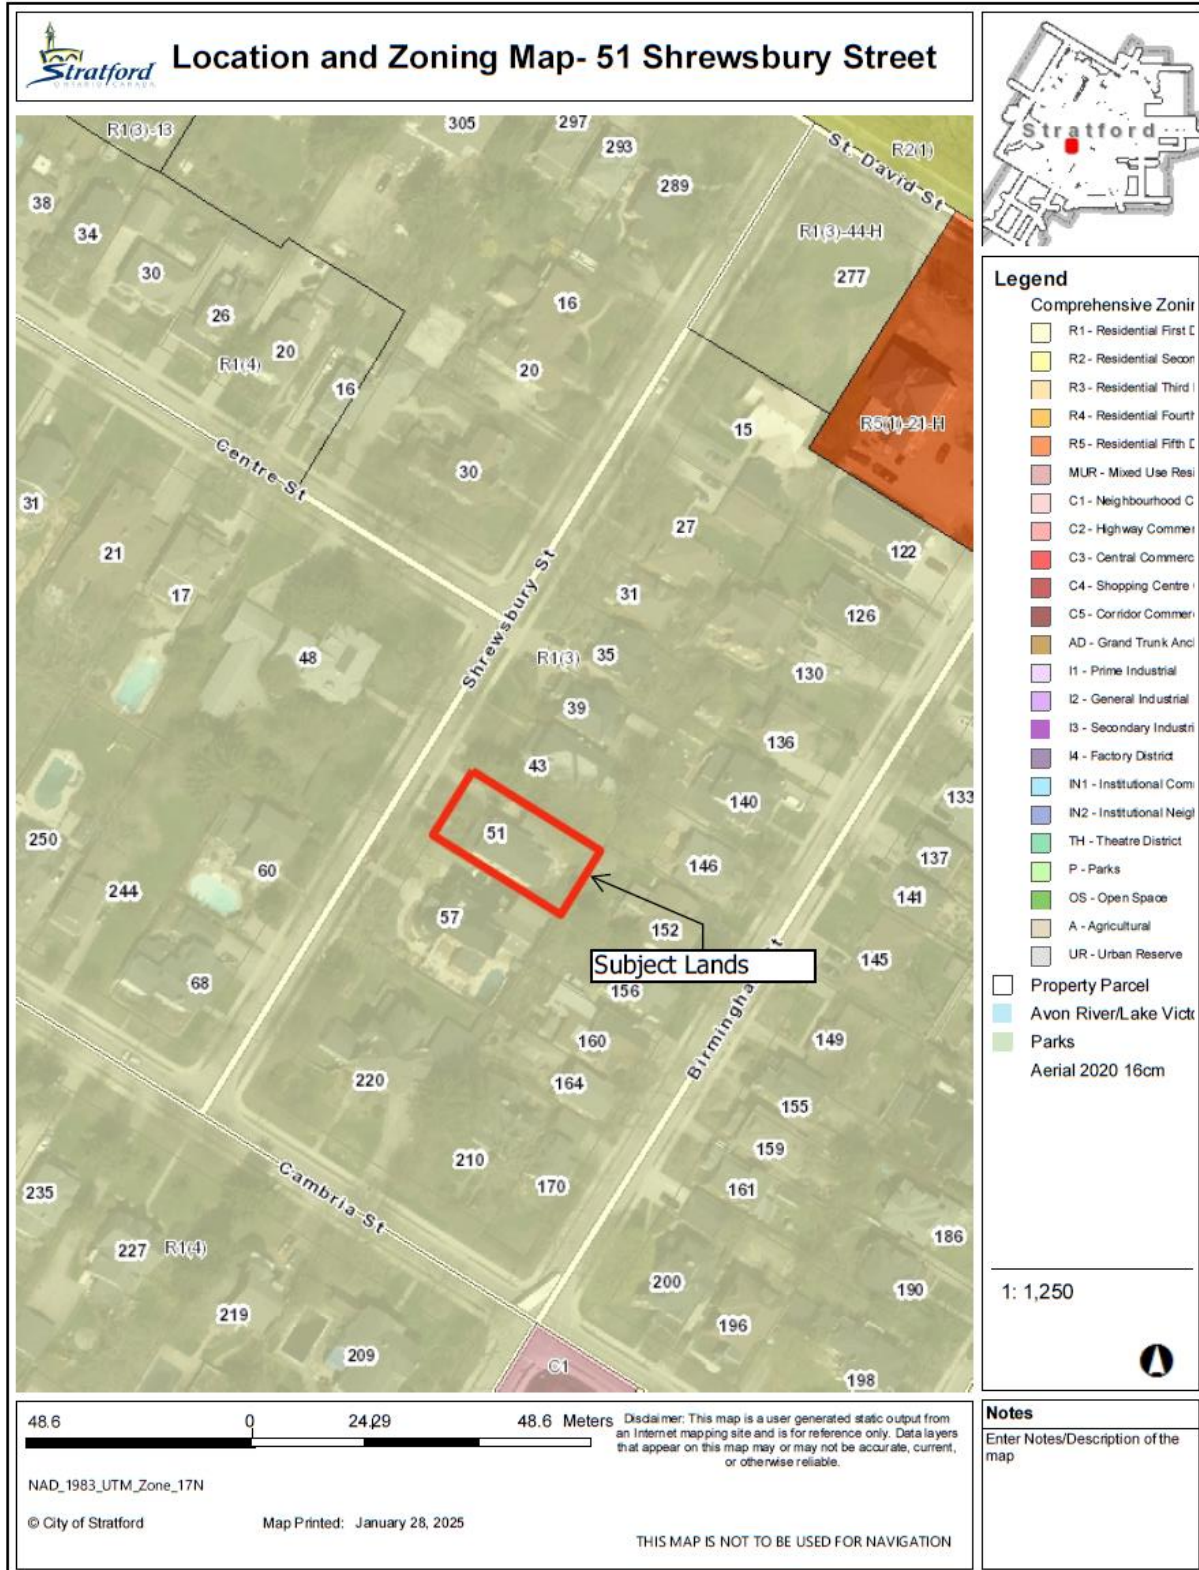 Stratford
ONTARIO CANADA
Location and Zoning Map- 51 Shrewsbury Street
Stratford
R1(3)-13
305
297
293
289
St. David St
R2(1)
38
34
30
26
20
R1(4)
16
16
20
R1(3)-44-H
277
15
R5(1)-21-H
Centre St
30
31
21
17
27
122
Shrewsbury St
31
126
48
R1(3)
35
130
39
136
43
140
133
51
250
244
60
146
137
141
57
152
Subject Lands
145
68
156
Birmingha
t
160
149
220
164
155
159
210
170
161
Cambria St
235
227
R1(4)
186
200
190
219
196
209
C1
198
Legend
Comprehensive Zonin
R1 - Residential First D
R2 - Residential Secon
R3 - Residential Third
R4 - Residential Fourth
R5 - Residential Fifth D
MUR - Mixed Use Resi
C1 - Neighbourhood C
C2 - Highway Commer
C3 - Central Commerc
C4 - Shopping Centre
C5 - Corridor Commer
AD - Grand Trunk Anc
I1 - Prime Industrial
I2 - General Industrial
I3 - Secondary Industri
I4 - Factory District
IN1 - Institutional Com
IN2 - Institutional Neig
TH - Theatre District
P - Parks
OS - Open Space
A - Agricultural
UR - Urban Reserve
Property Parcel
Avon River/Lake Victo
Parks
Aerial 2020 16cm
1: 1,250
48.6 0 24.29 48.6 Meters
Disclaimer: This map is a user generated static output from
an Internet mapping site and is for reference only. Data layers
that appear on this map may or may not be accurate, current,
or otherwise reliable.
NAD_1983_UTM_Zone_17N
© City of Stratford
Map Printed: January 28, 2025
THIS MAP IS NOT TO BE USED FOR NAVIGATION
Notes
Enter Notes/Description of the
map